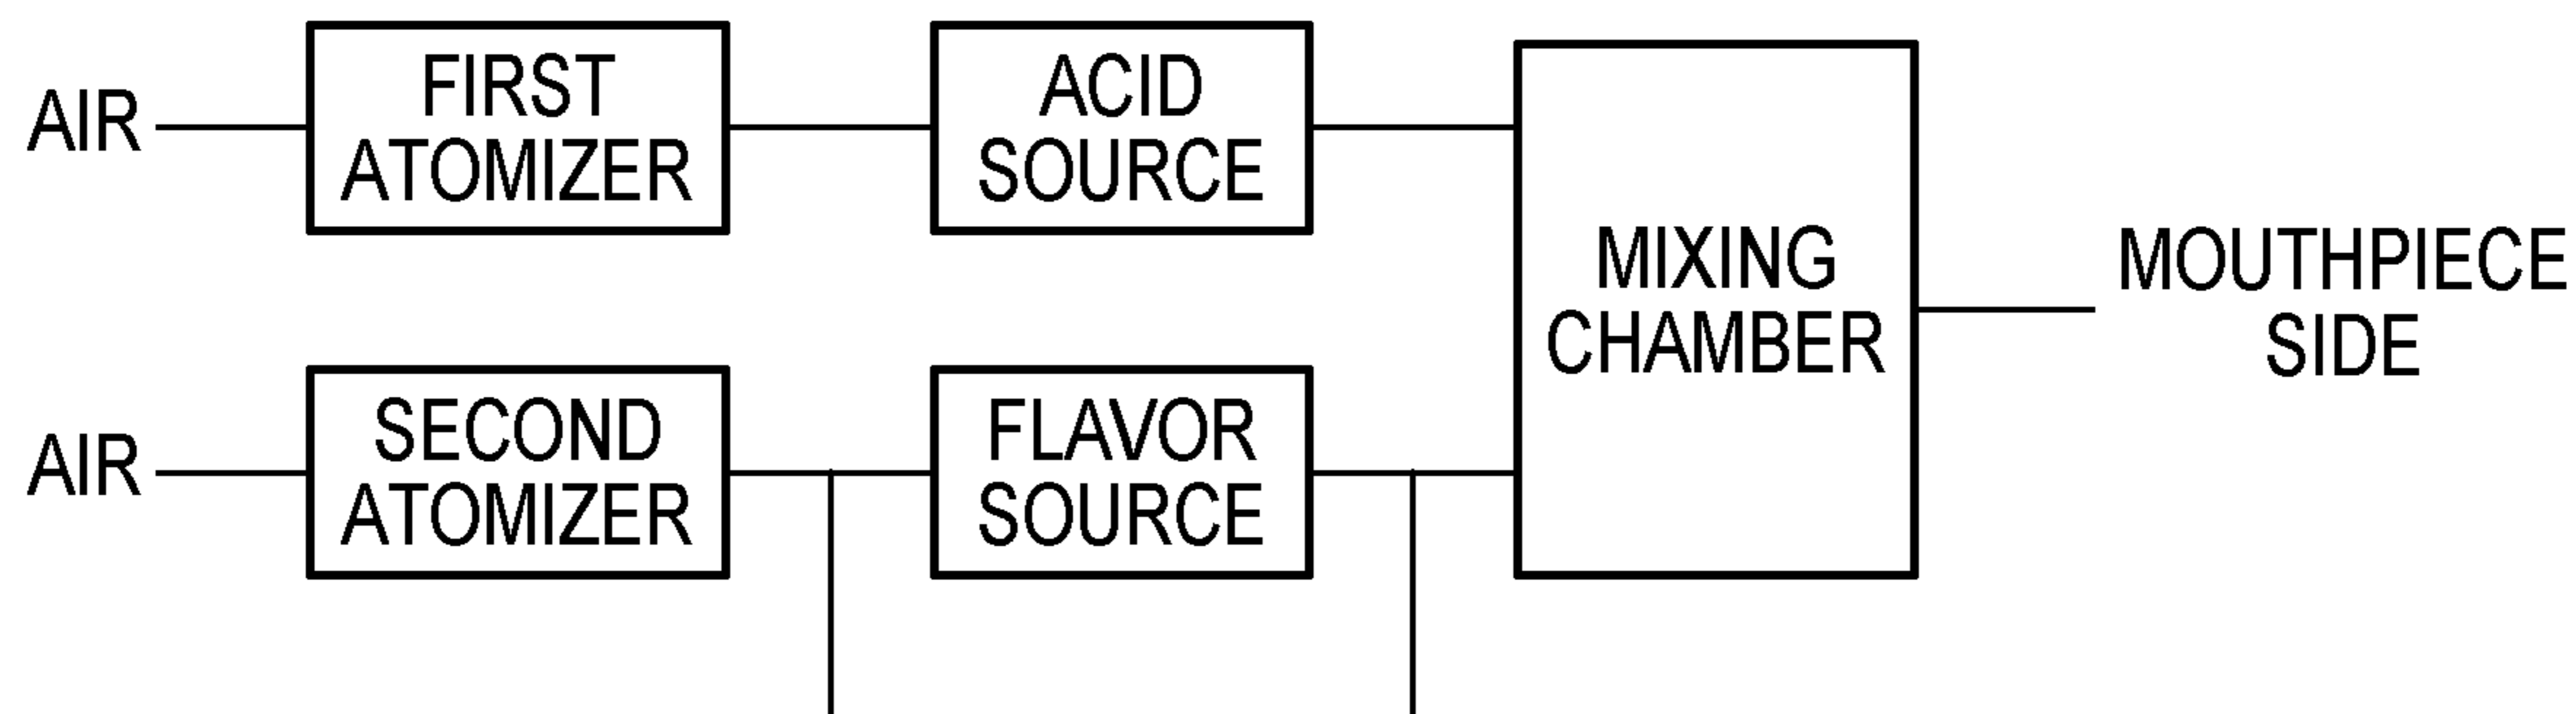 AIR
FIRST
ATOMIZER
ACID
SOURCE
MIXING
CHAMBER
MOUTHPIECE
SIDE
AIR
SECOND
ATOMIZER
FLAVOR
SOURCE